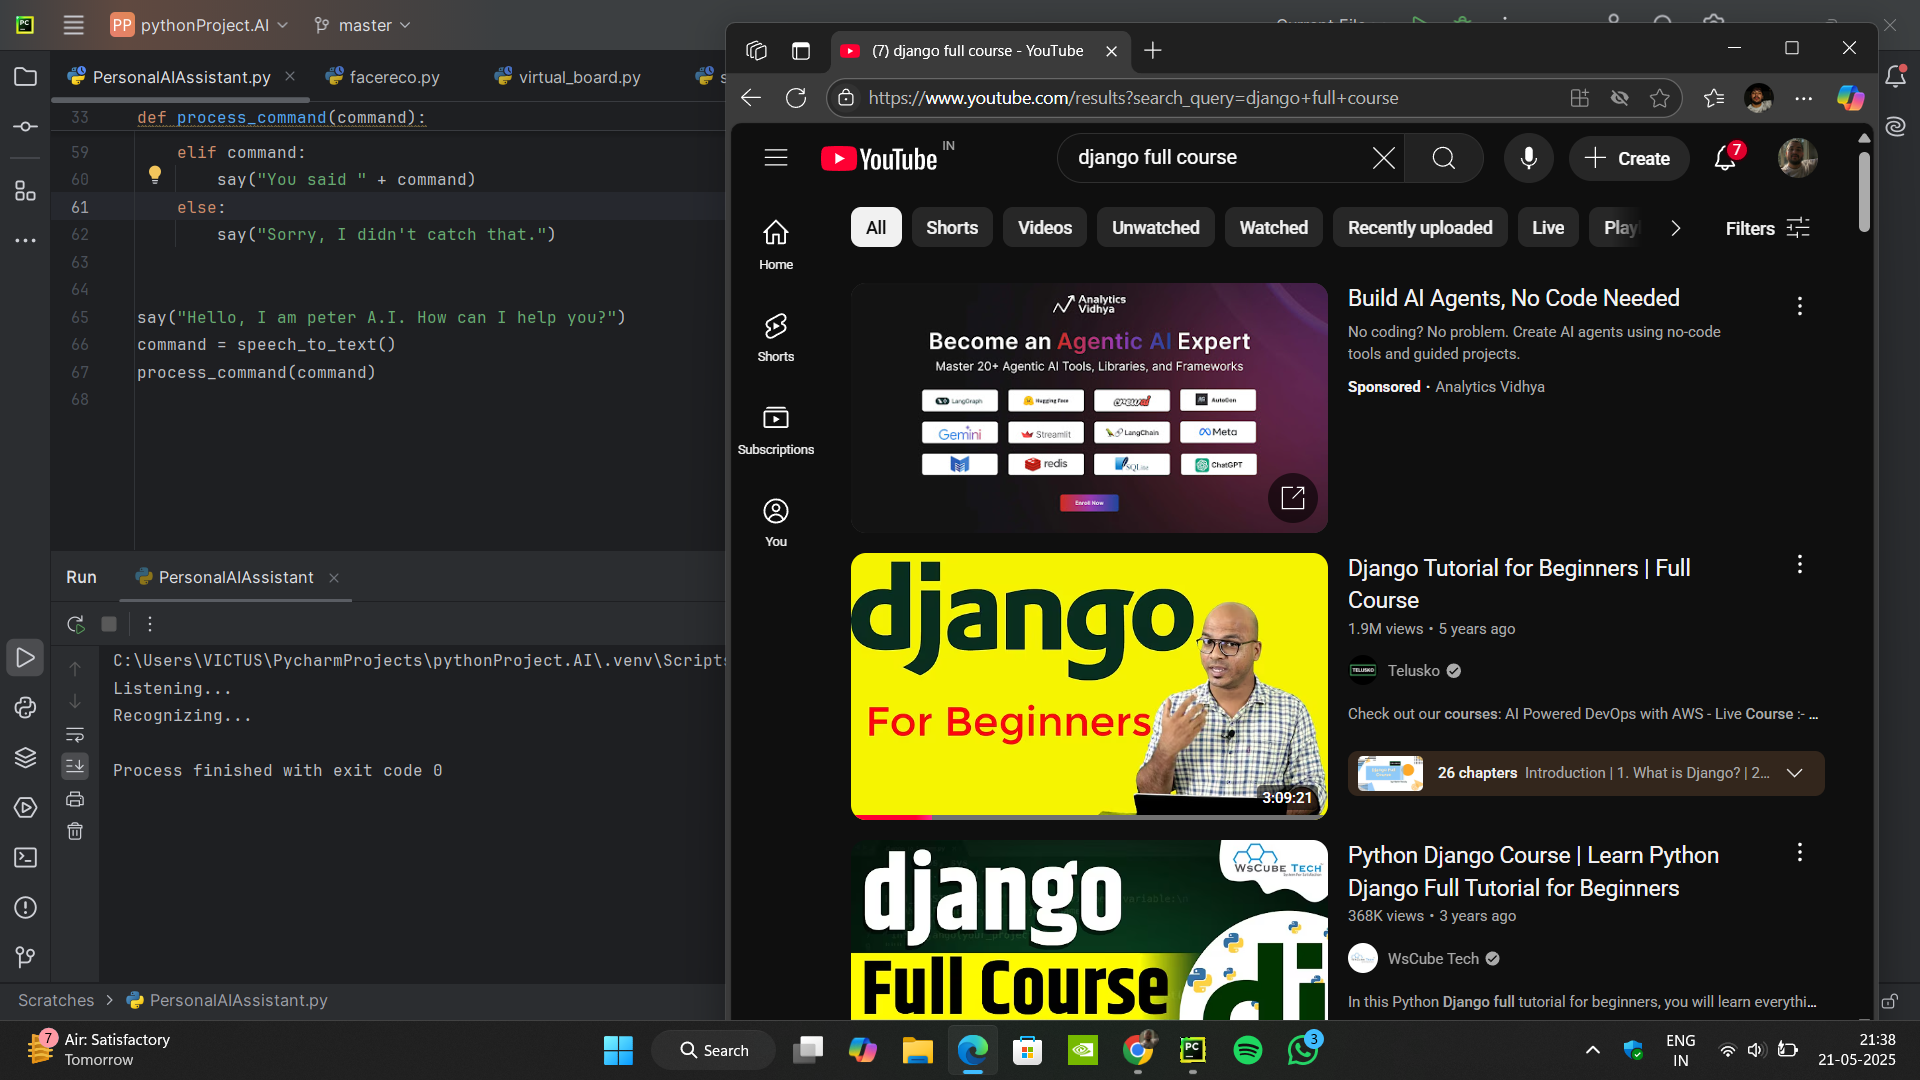 PC
PP pythonProject.AI
master
Current File
PersonalAIAssistant.py
facereco.py
virtual_board.py
s
33 def process_command(command):
59 elif command:
60 say("You said " + command)
61 else:
62 say("Sorry, I didn't catch that.")
63
64
65 say("Hello, I am peter A.I. How can I help you?")
66 command = speech_to_text()
67 process_command(command)
68
Run
PersonalAIAssistant
C:\Users\VICTUS\PycharmProjects\pythonProject.AI\.venv\Scripts
Listening...
Recognizing...
Process finished with exit code 0
Scratches
PersonalAIAssistant.py
(7) django full course - YouTube
https://www.youtube.com/results?search_query=django+full+course
YouTube IN
django full course
Create
7
All
Shorts
Videos
Unwatched
Watched
Recently uploaded
Live
Playl
Filters
Home
Shorts
Subscriptions
You
Analytics
Vidhya
Become an Agentic AI Expert
Master 20+ Agentic AI Tools, Libraries, and Frameworks
LangGraph
Hugging Face
crewai
AutoGen
Gemini
Streamlit
LangChain
Meta
redis
SQLite
ChatGPT
Enroll Now
Build AI Agents, No Code Needed
No coding? No problem. Create AI agents using no-code
tools and guided projects.
Sponsored • Analytics Vidhya
django
For Beginners
3:09:21
Django Tutorial for Beginners | Full
Course
1.9M views • 5 years ago
TELUSKO
Telusko
Check out our courses: AI Powered DevOps with AWS - Live Course :- ...
26 chapters Introduction | 1. What is Django? | 2...
django
Full Course
WsCube Tech
dj
Python Django Course | Learn Python
Django Full Tutorial for Beginners
368K views • 3 years ago
WsCube Tech
In this Python Django full tutorial for beginners, you will learn everythi...
7
Air: Satisfactory
Tomorrow
Search
PC
3
ENG
IN
21:38
21-05-2025